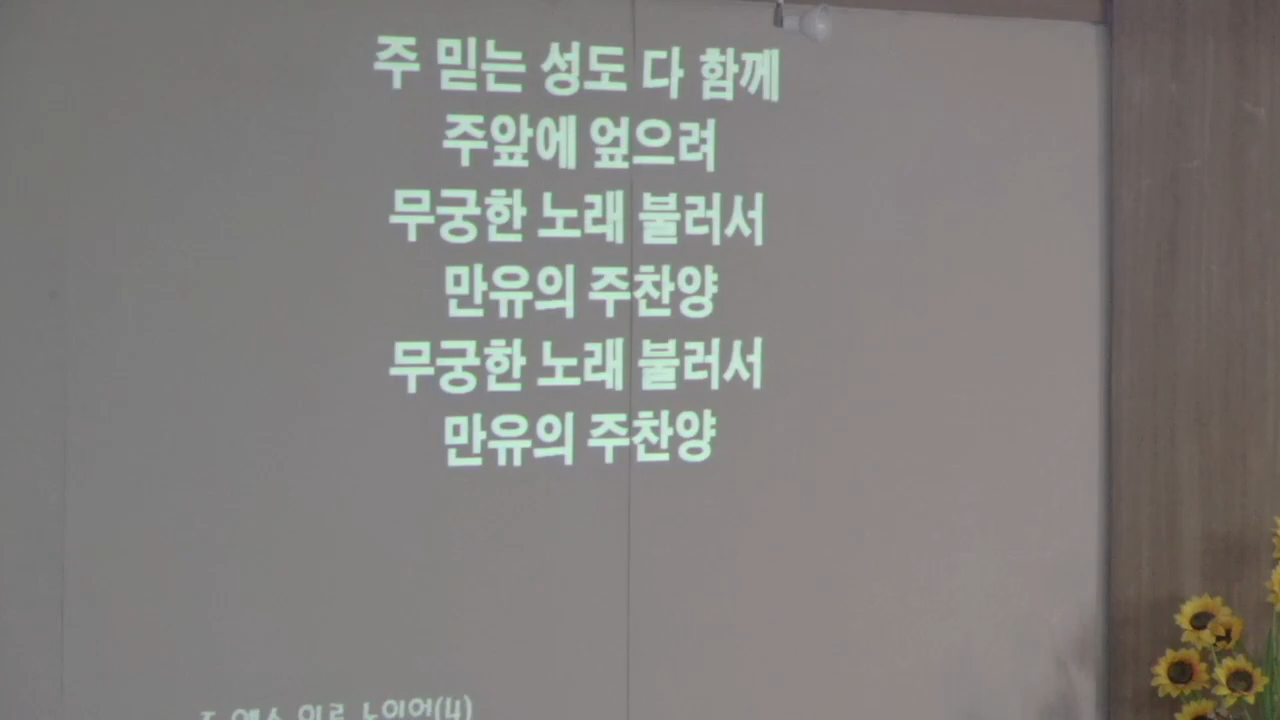 주 믿는 성도 다 함께
주앞에 엎으려
무궁한 노래 불러서
만유의 주찬양
무궁한 노래 불러서
만유의 주찬양
(4)